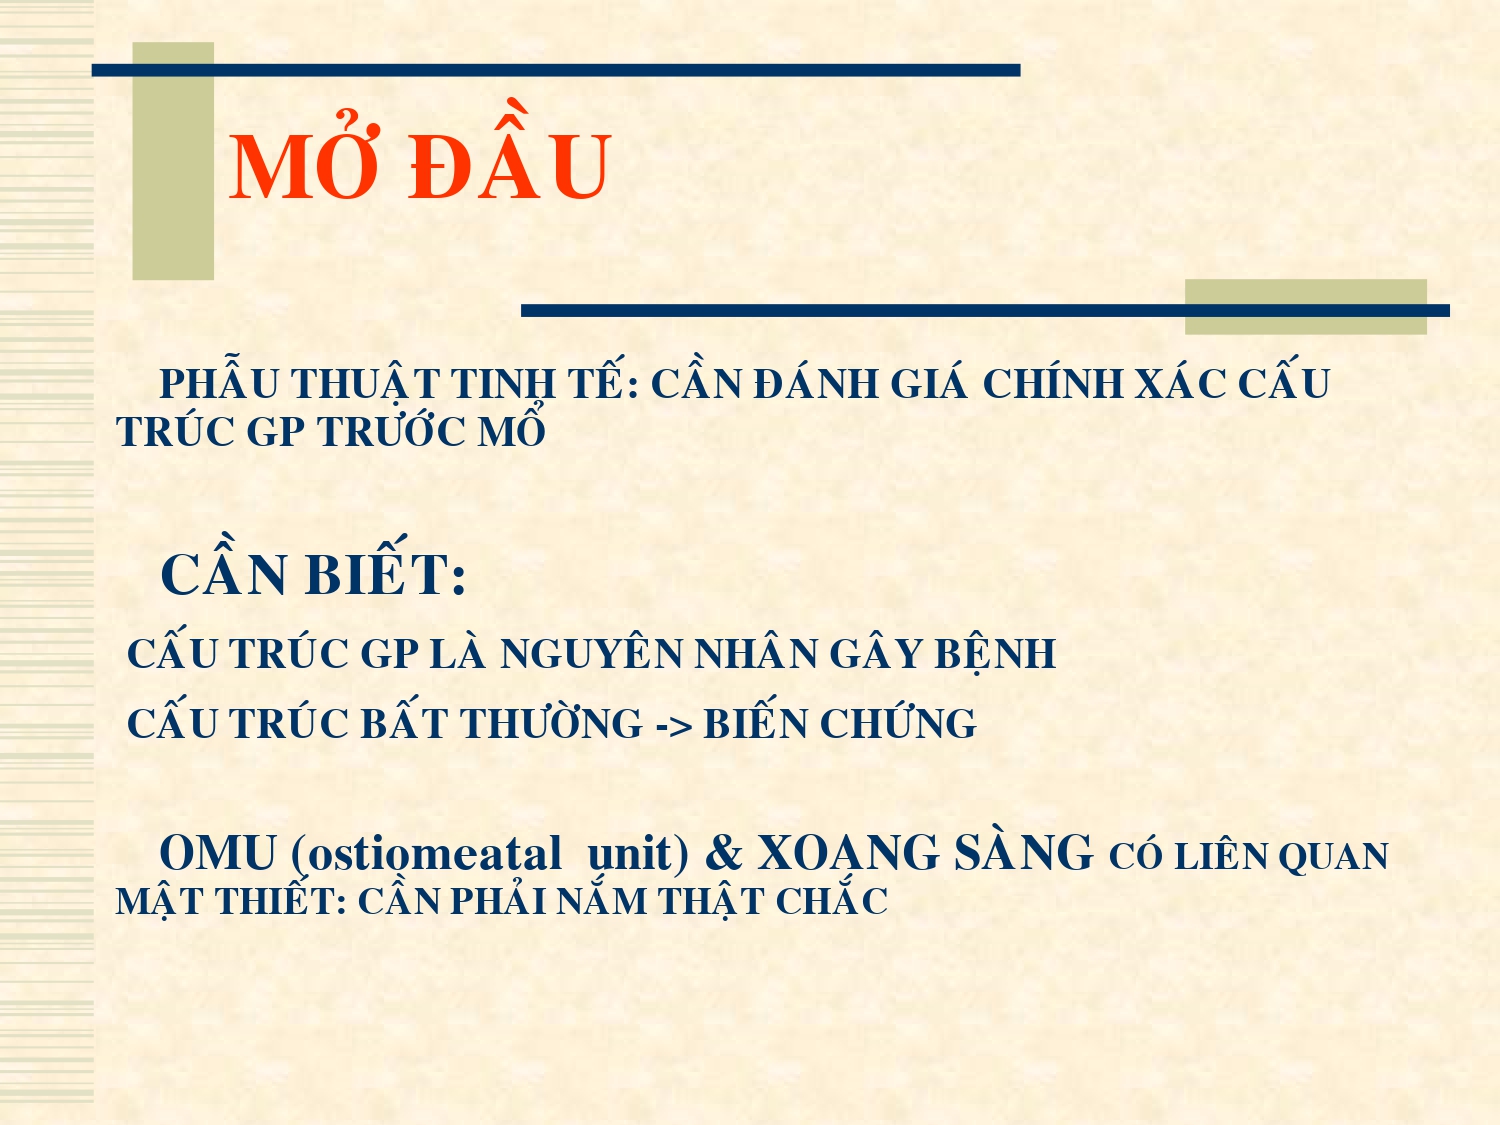 MỞ ĐẦU
PHẪU THUẬT TINH TẾ: CẦN ĐÁNH GIÁ CHÍNH XÁC CẤU
TRÚC GP TRƯỚC MỔ
CẦN BIẾT:
CẤU TRÚC GP LÀ NGUYÊN NHÂN GÂY BỆNH
CẤU TRÚC BẤT THƯỜNG -> BIẾN CHỨNG
OMU (ostiomeatal unit) & XOANG SÀNG CÓ LIÊN QUAN
MẬT THIẾT: CẦN PHẢI NẮM THẬT CHẮC